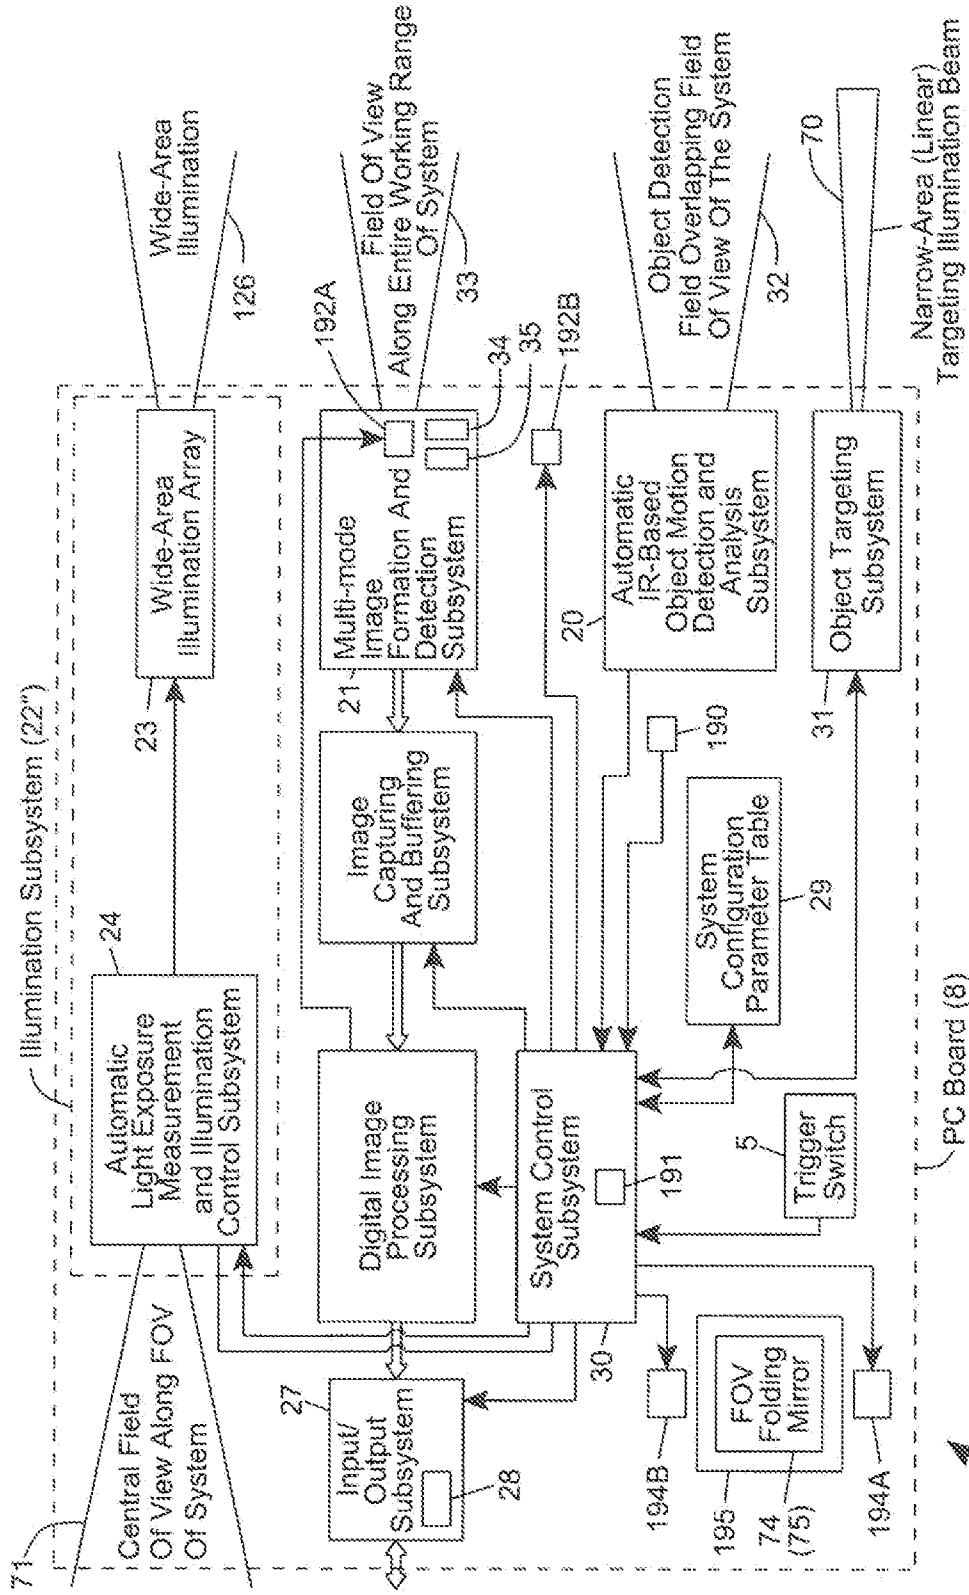 Illumination Subsystem (22")
71
Central Field
Of View Along FOV
Of System
24
Automatic
Light Exposure
Measurement
and Illumination
Control Subsystem
23
Wide-Area
Illumination Array
Wide-Area
Illumination
126
27
Input/
Output
Subsystem
28
Digital Image
Processing
Subsystem
Image
Capturing
And Buffering
Subsystem
21
Multi-mode
Image
Formation And
Detection
Subsystem
192A
34
35
Field Of View
Along Entire Working Range
Of System
33
192B
30
System Control
Subsystem
191
20
Automatic
IR-Based
Object Motion
Detection and
Analysis
Subsystem
Object Detection
Field Overlapping Field
Of View Of The System
32
190
194B
195
FOV
Folding
Mirror
74
(75)
194A
5
Trigger
Switch
System
Configuration
Parameter Table
29
31
Object Targeting
Subsystem
70
Narrow-Area (Linear)
Targeting Illumination Beam
PC Board (8)